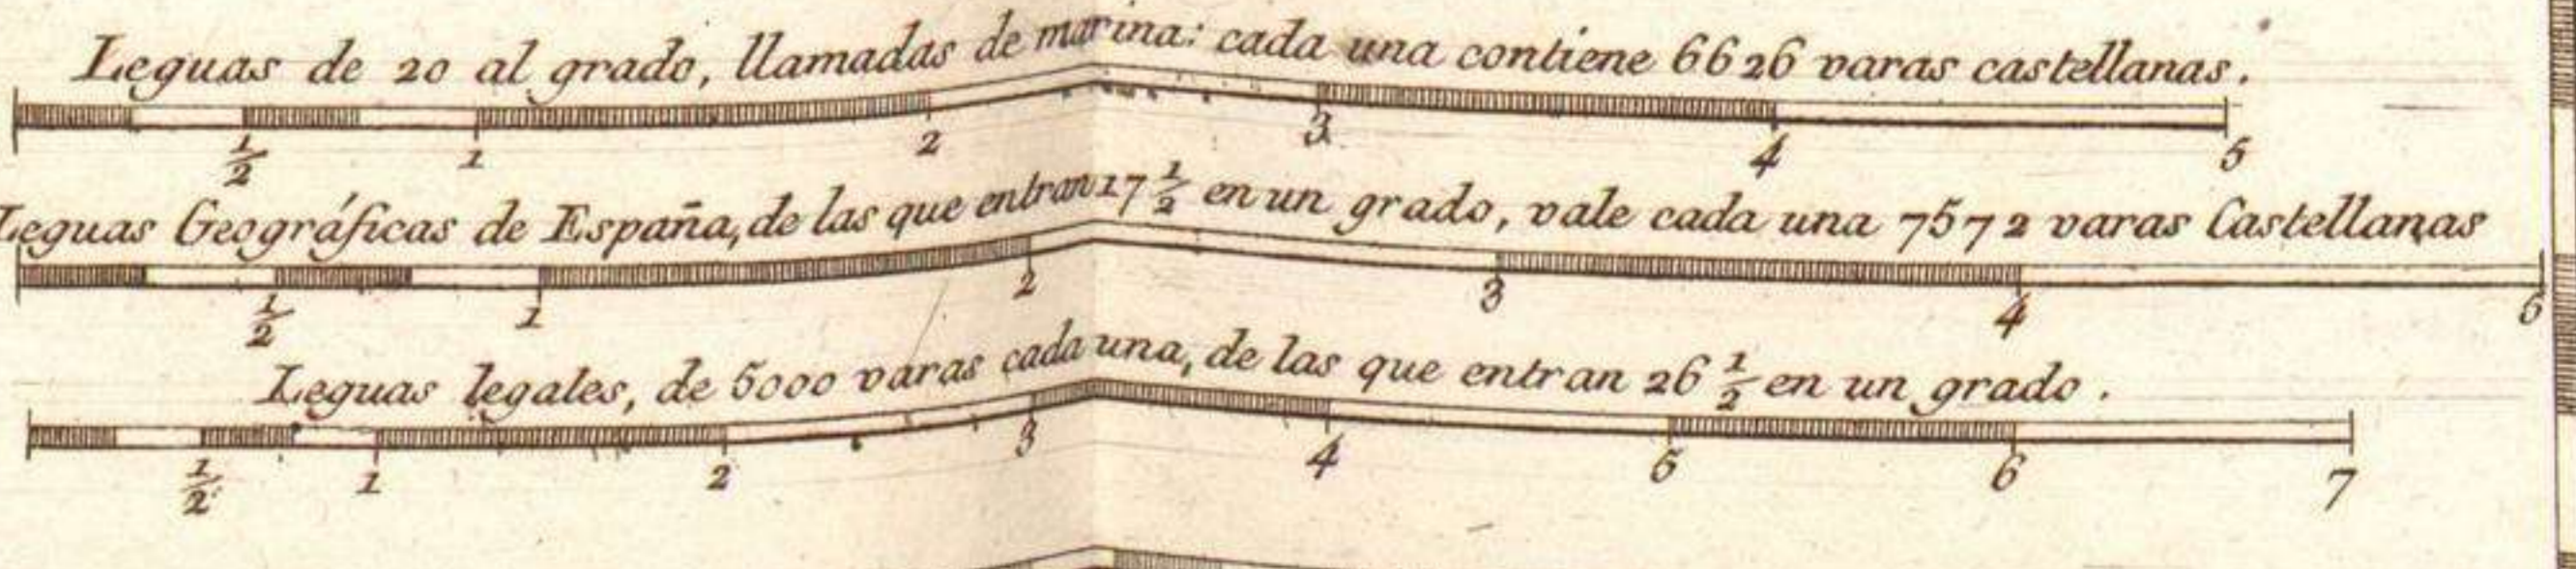 Leguas de 20 al grado, llamadas de marina: cada una contiene 6626 varas castellanas.
1/2 1 2 3 4 5
Leguas Geográficas de España, de las que entran 17 1/2 en un grado, vale cada una 7572 varas Castellanas
1/2 1 2 3 4 5
Leguas legales, de 5000 varas cada una, de las que entran 26 1/2 en un grado.
1/2 1 2 3 4 5 6 7